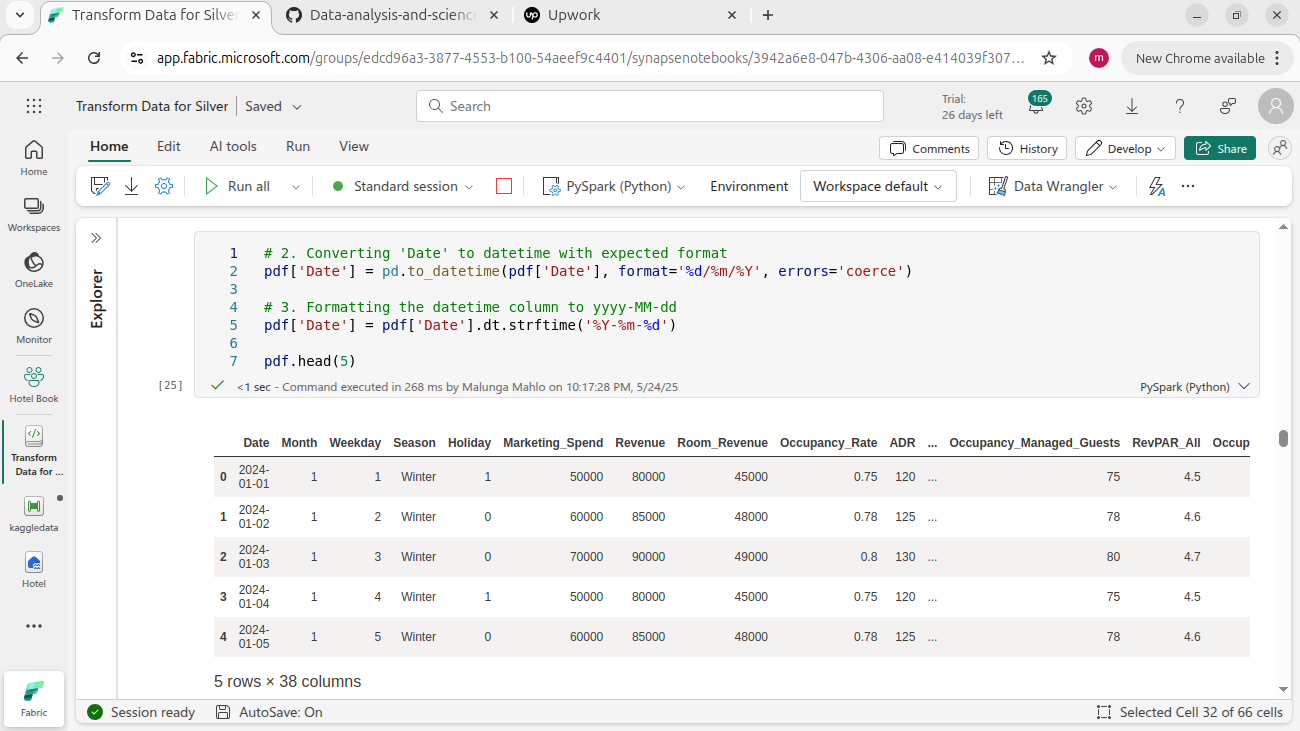 Transform Data for Silver
Data-analysis-and-science
Upwork
app.fabric.microsoft.com/groups/edcd96a3-3877-4553-b100-54aeef9c4401/synapsenotebooks/3942a6e8-047b-4306-aa08-e414039f307...
m
New Chrome available
Transform Data for Silver
Saved
Search
Trial:
26 days left
165
Home
Edit
AI tools
Run
View
Comments
History
Develop
Share
Run all
Standard session
PySpark (Python)
Environment
Workspace default
Data Wrangler
Home
Workspaces
OneLake
Monitor
Hotel Book
Transform
Data for ...
kaggledata
Hotel
Fabric
Explorer
1 # 2. Converting 'Date' to datetime with expected format
2 pdf['Date'] = pd.to_datetime(pdf['Date'], format='%d/%m/%Y', errors='coerce')
3
4 # 3. Formatting the datetime column to yyyy-MM-dd
5 pdf['Date'] = pdf['Date'].dt.strftime('%Y-%m-%d')
6
7 pdf.head(5)
[25]
<1 sec - Command executed in 268 ms by Malunga Mahlo on 10:17:28 PM, 5/24/25
PySpark (Python)
Date Month Weekday Season Holiday Marketing_Spend Revenue Room_Revenue Occupancy_Rate ADR ... Occupancy_Managed_Guests RevPAR_All Occup
0 2024-01-01 1 1 Winter 1 50000 80000 45000 0.75 120 ... 75 4.5
1 2024-01-02 1 2 Winter 0 60000 85000 48000 0.78 125 ... 78 4.6
2 2024-01-03 1 3 Winter 0 70000 90000 49000 0.8 130 ... 80 4.7
3 2024-01-04 1 4 Winter 1 50000 80000 45000 0.75 120 ... 75 4.5
4 2024-01-05 1 5 Winter 0 60000 85000 48000 0.78 125 ... 78 4.6
5 rows × 38 columns
Session ready
AutoSave: On
Selected Cell 32 of 66 cells